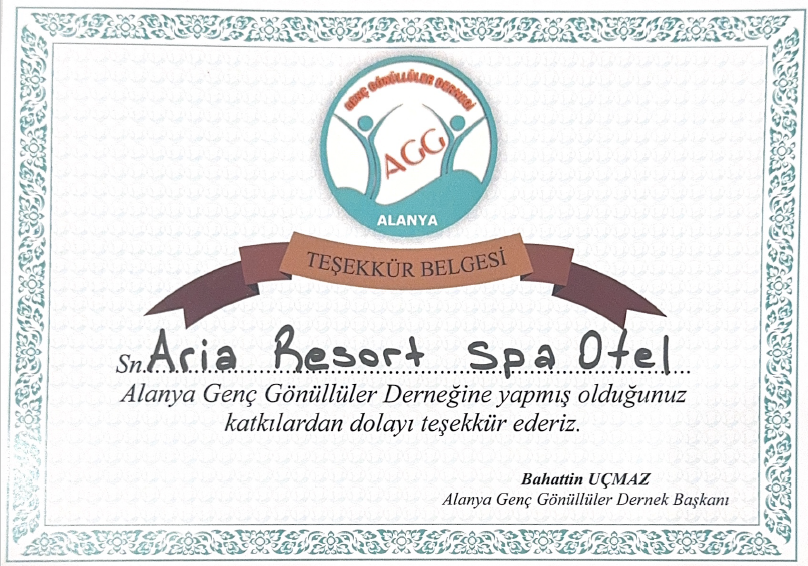 GENÇ GÖNÜLLÜLER DERNEĞİ
AGG
ALANYA
TEŞEKKÜR BELGESİ
Sn. Aria Resort Spa Otel
Alanya Genç Gönüllüler Derneğine yapmış olduğunuz
katkılardan dolayı teşekkür ederiz.
Bahattin UÇMAZ
Alanya Genç Gönüllüler Dernek Başkanı